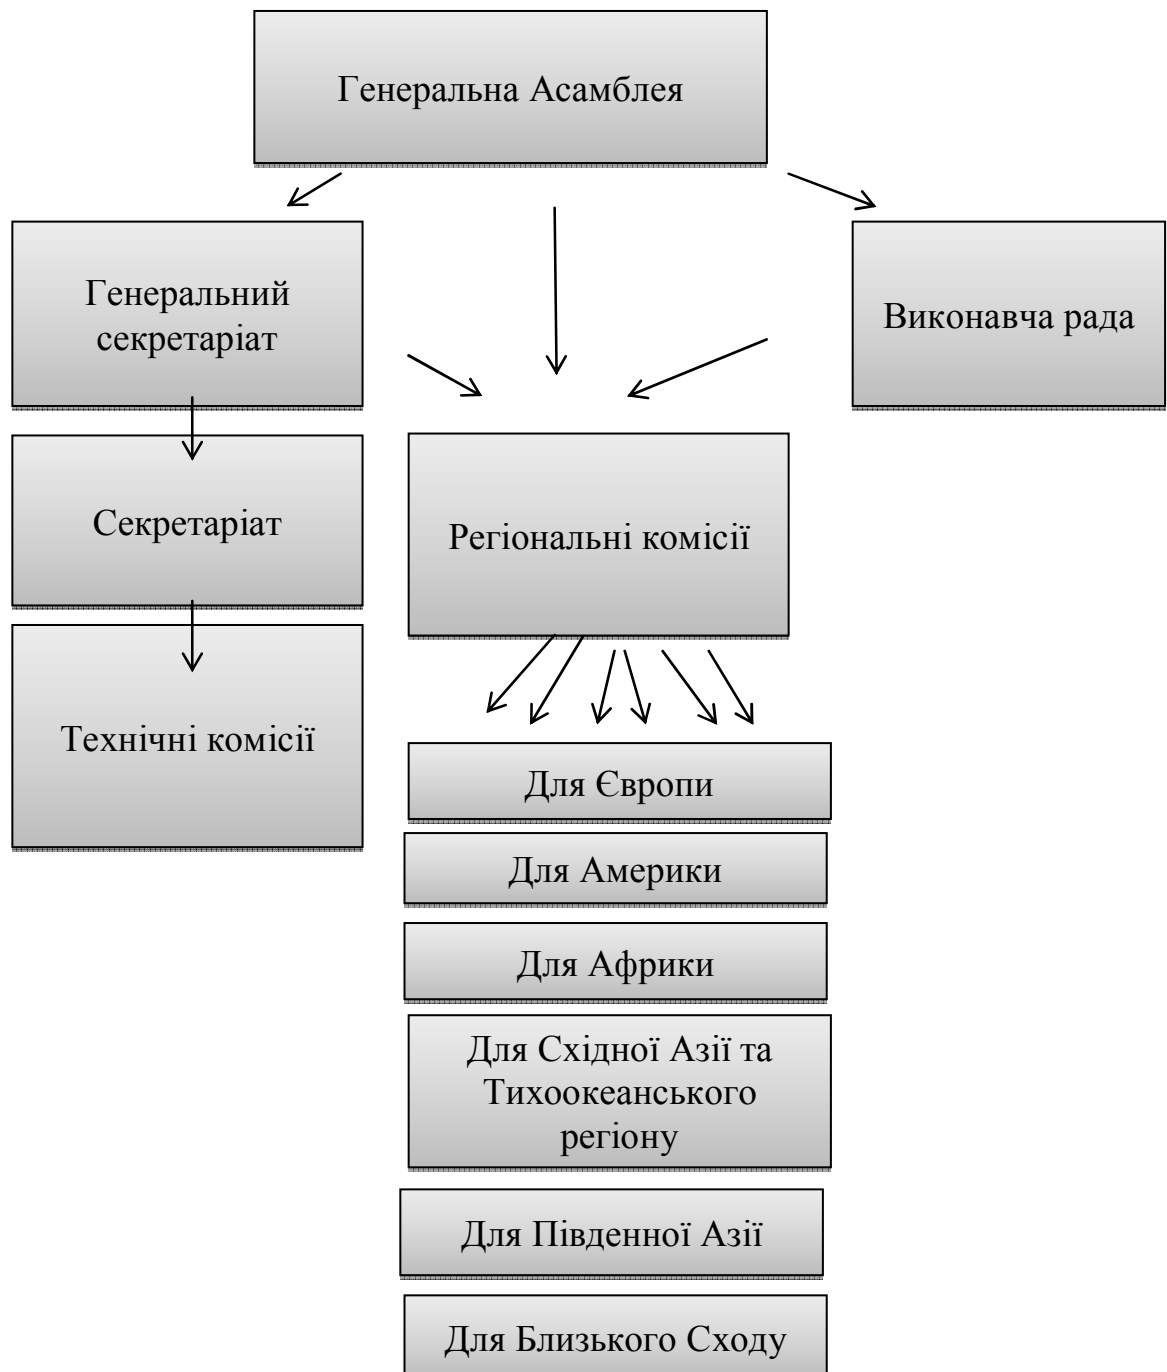 Генеральна Асамблея
Генеральний
секретаріат
Виконавча рада
Секретаріат
Регіональні комісії
Технічні комісії
Для Європи
Для Америки
Для Африки
Для Східної Азії та
Тихоокеанського
регіону
Для Південної Азії
Для Близького Сходу